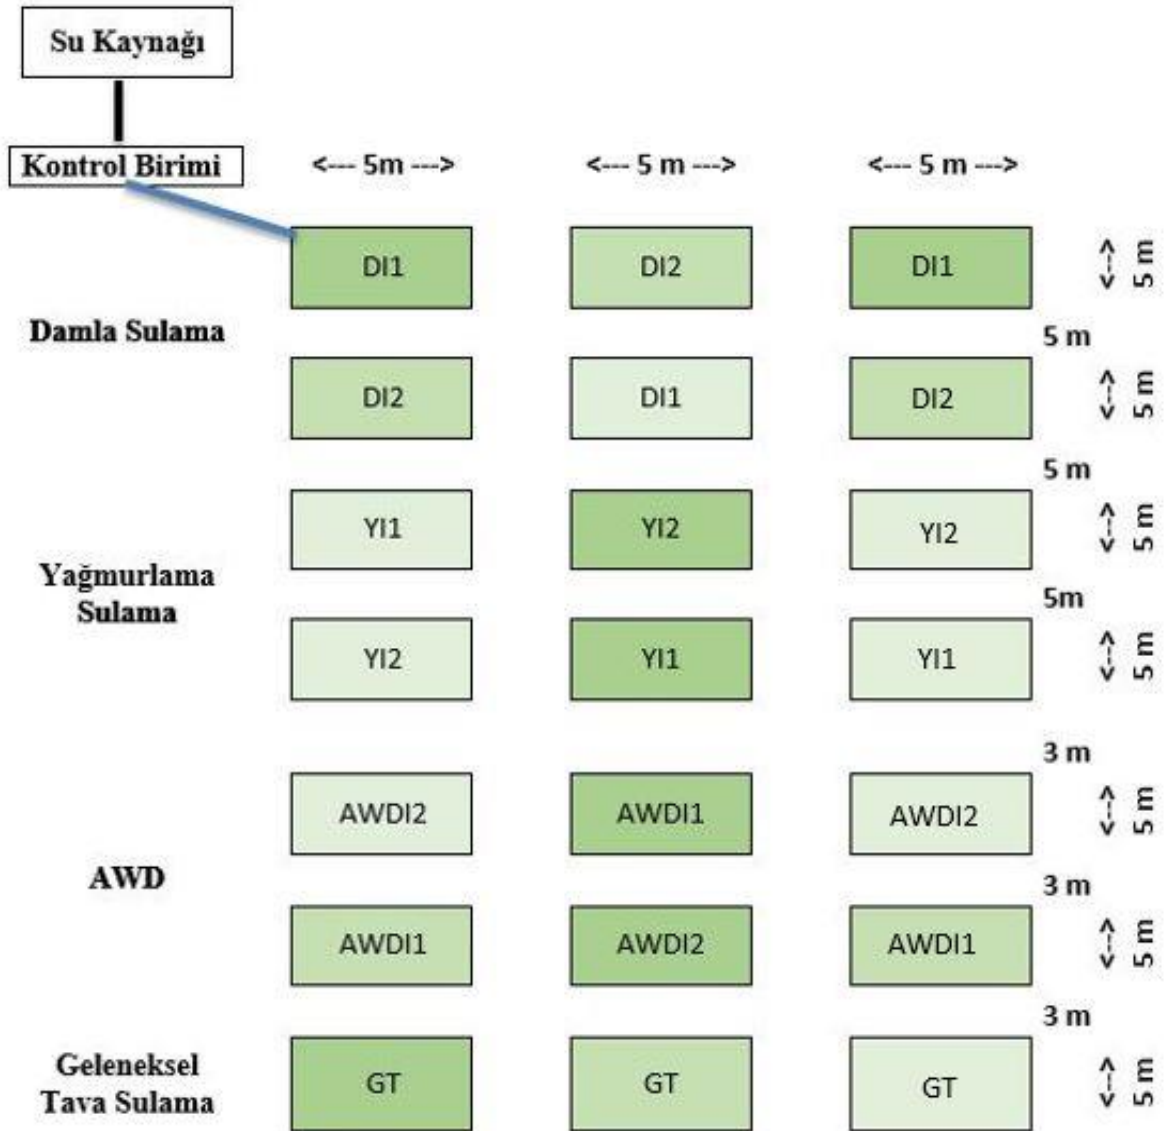 Su Kaynağı
Kontrol Birimi
<--- 5m --->
<--- 5 m --->
<--- 5 m --->
DI1
DI2
DI1
<---> 5 m
Damla Sulama
5 m
DI2
DI1
DI2
<---> 5 m
5 m
YI1
YI2
YI2
<---> 5 m
Yağmurlama
Sulama
5m
YI2
YI1
YI1
<---> 5 m
3 m
AWDI2
AWDI1
AWDI2
<---> 5 m
AWD
3 m
AWDI1
AWDI2
AWDI1
<---> 5 m
3 m
Geleneksel
Tava Sulama
GT
GT
GT
<---> 5 m